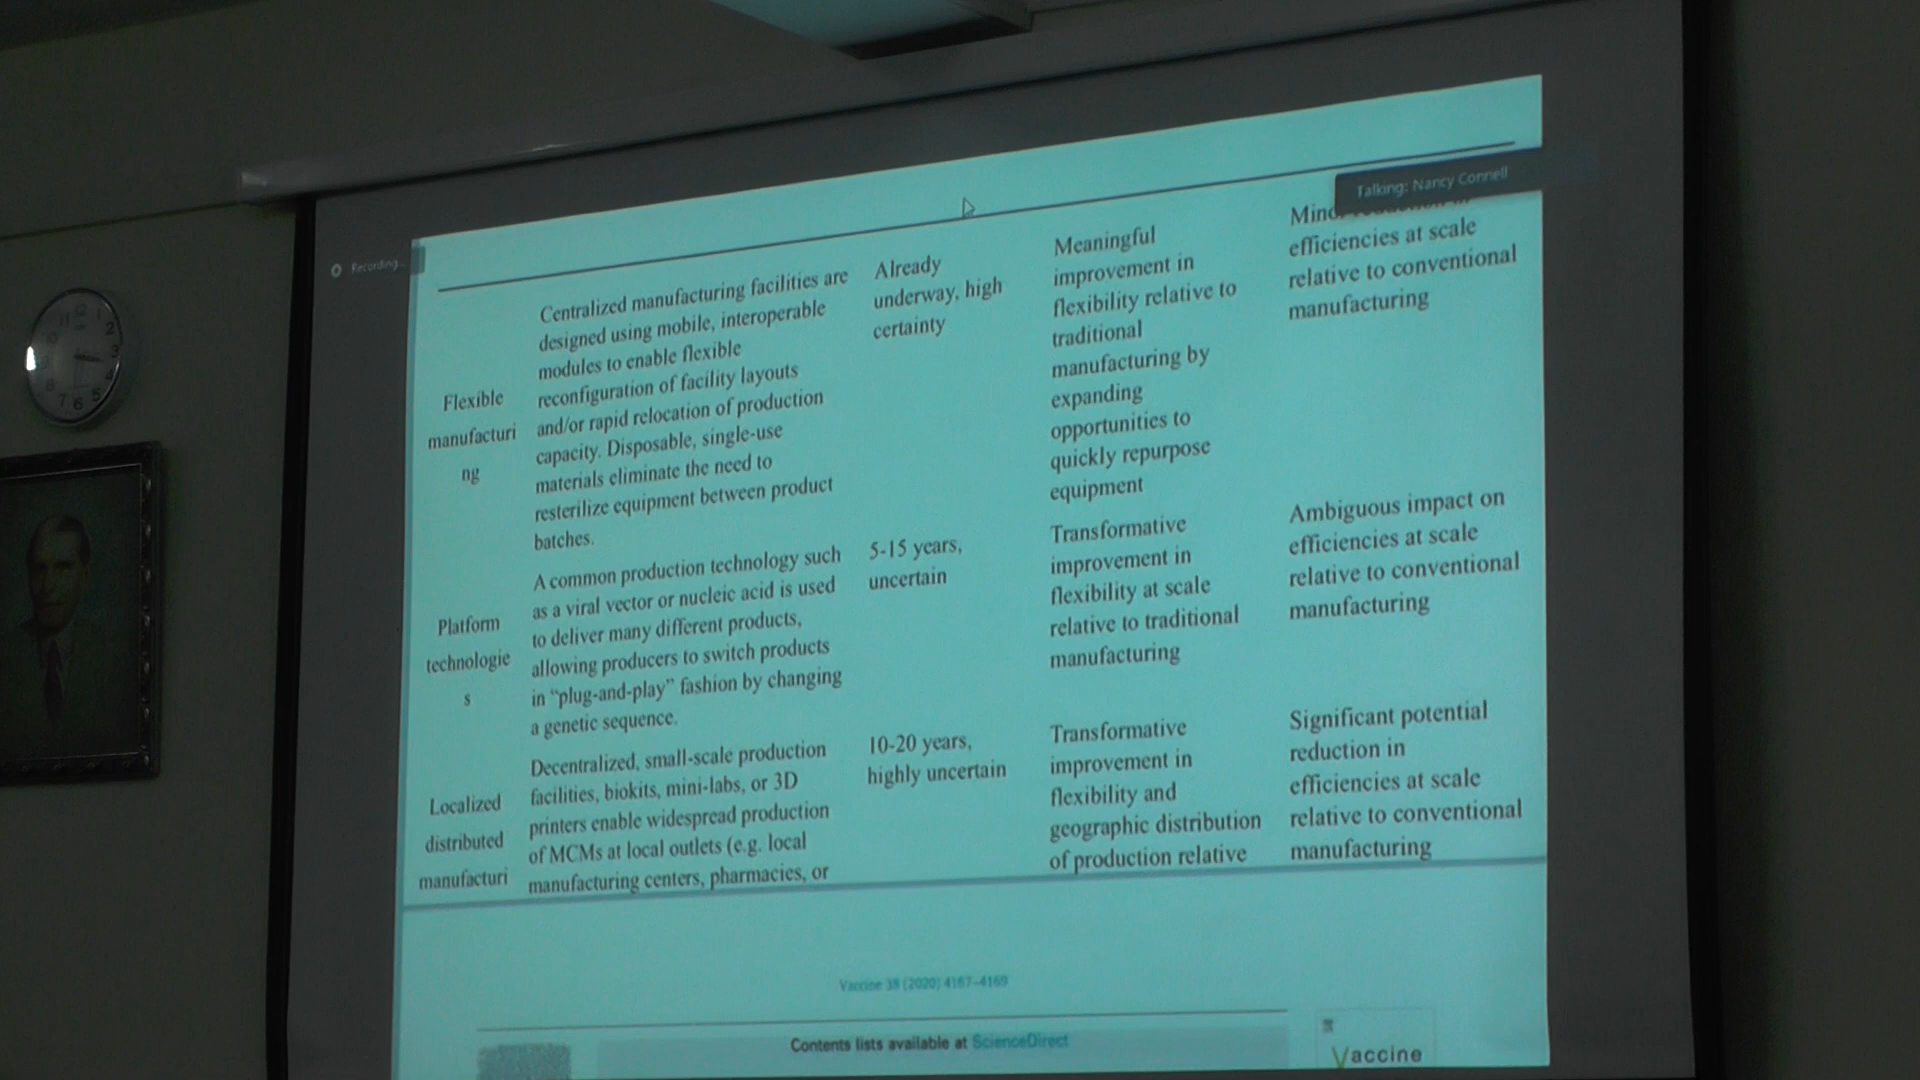 Talking: Nancy Connell
Recording...
Flexible
manufacturi
ng
Centralized manufacturing facilities are
designed using mobile, interoperable
modules to enable flexible
reconfiguration of facility layouts
and/or rapid relocation of production
capacity. Disposable, single-use
materials eliminate the need to
resterilize equipment between product
batches.
Already
underway, high
certainty
Meaningful
improvement in
flexibility relative to
traditional
manufacturing by
expanding
opportunities to
quickly repurpose
equipment
efficiencies at scale
relative to conventional
manufacturing
Platform
technologie
s
A common production technology such
as a viral vector or nucleic acid is used
to deliver many different products,
allowing producers to switch products
in “plug-and-play” fashion by changing
a genetic sequence.
5-15 years,
uncertain
Transformative
improvement in
flexibility at scale
relative to traditional
manufacturing
Ambiguous impact on
efficiencies at scale
relative to conventional
manufacturing
Localized
distributed
manufacturi
Decentralized, small-scale production
facilities, biokits, mini-labs, or 3D
printers enable widespread production
of MCMs at local outlets (e.g. local
manufacturing centers, pharmacies, or
10-20 years,
highly uncertain
Transformative
improvement in
flexibility and
geographic distribution
of production relative
Significant potential
reduction in
efficiencies at scale
relative to conventional
manufacturing
Vaccine 38 (2020) 4167–4169
Contents lists available at ScienceDirect
Vaccine